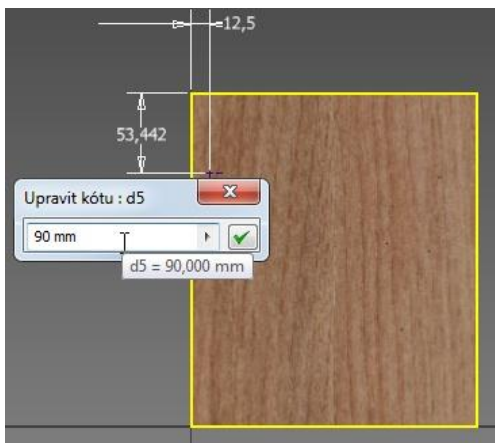 12,5
53,442
Upravit kótu : d5
90 mm
d5 = 90,000 mm